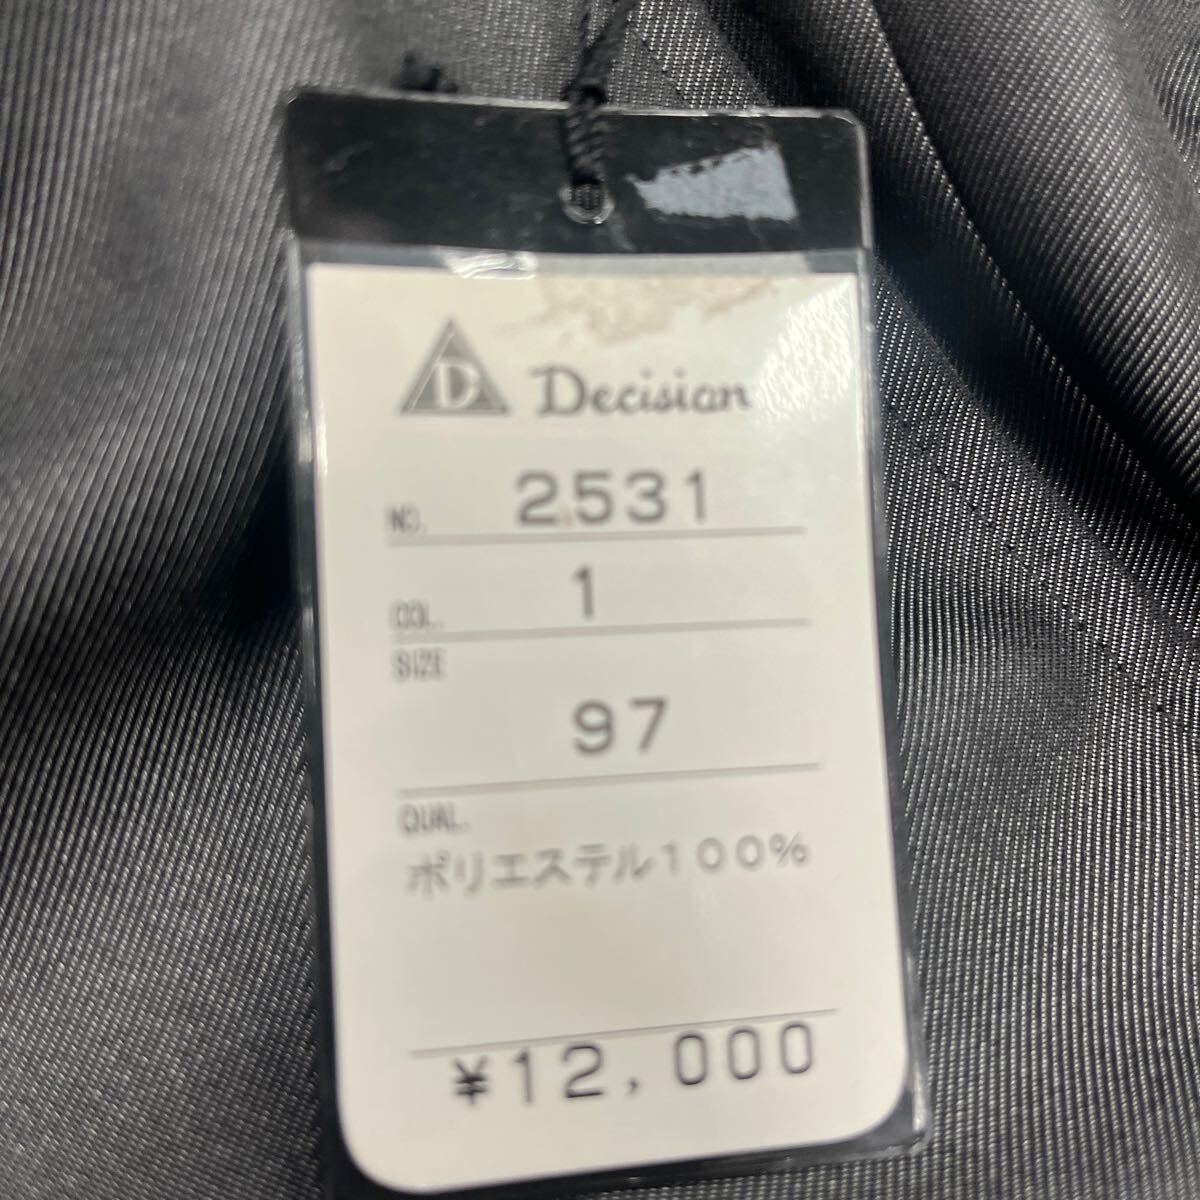 D Decision
NO. 2531
COL. 1
SIZE
97
QUAL.
ポリエステル100%
¥12,000